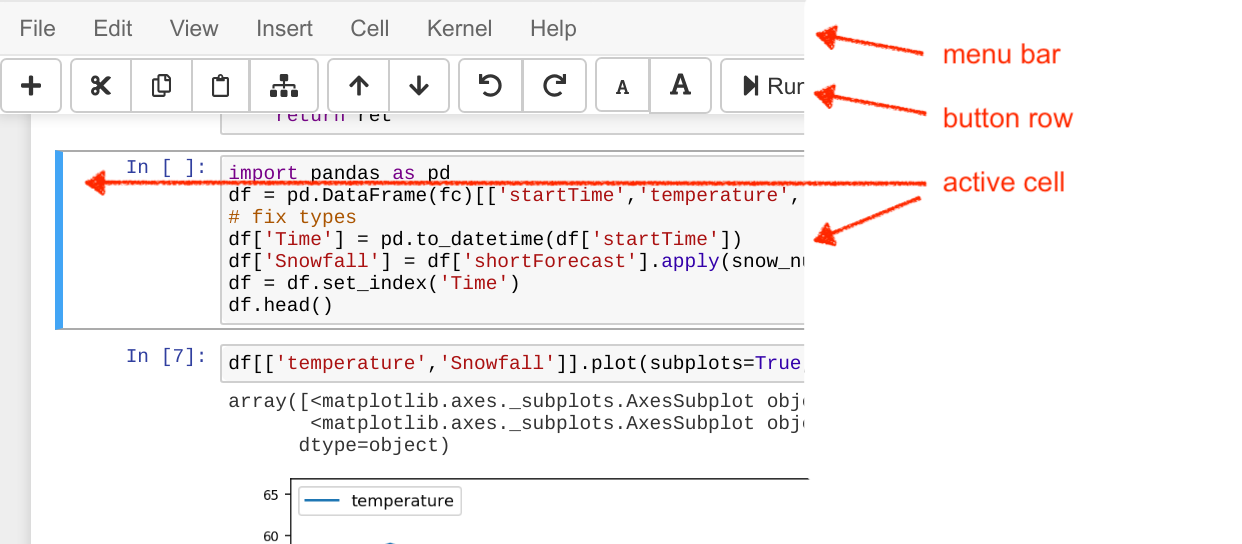 File Edit View Insert Cell Kernel Help
menu bar
A A Run
button row
return ret
In [ ]:
import pandas as pd
active cell
df = pd.DataFrame(fc)[['startTime','temperature',
# fix types
df['Time'] = pd.to_datetime(df['startTime'])
df['Snowfall'] = df['shortForecast'].apply(snow_nu
df = df.set_index('Time')
df.head()
In [7]:
df[['temperature','Snowfall']].plot(subplots=True
array([<matplotlib.axes._subplots.AxesSubplot obje
<matplotlib.axes._subplots.AxesSubplot obje
dtype=object)
65
temperature
60